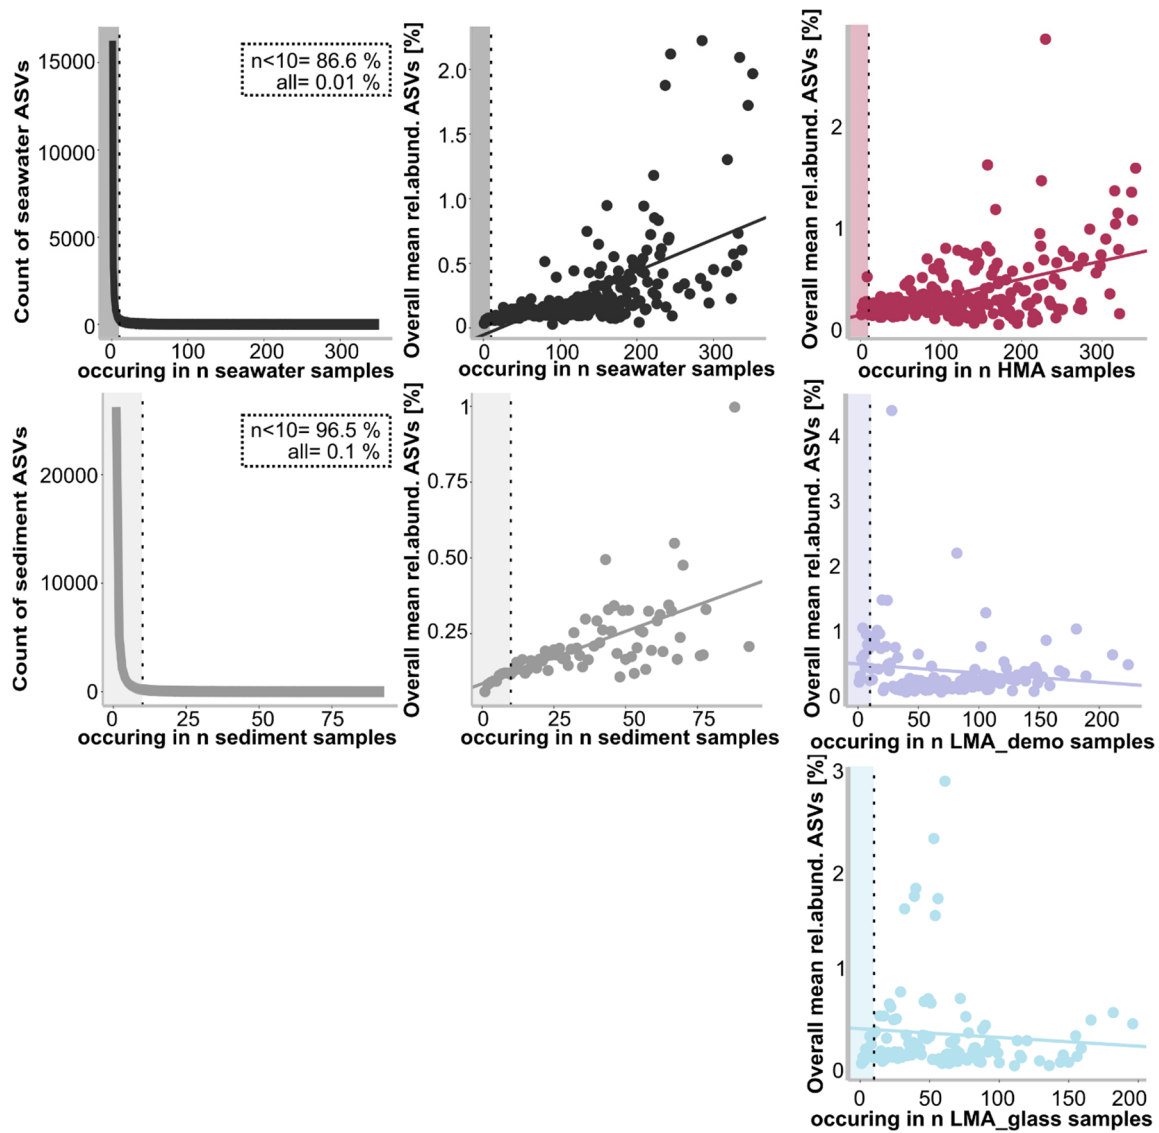 Count of seawater ASVs
15000
10000
5000
0
n<10= 86.6 %
all= 0.01 %
0 100 200 300
occuring in n seawater samples
Overall mean rel.abund. ASVs [%]
2.0
1.5
1.0
0.5
0
0 100 200 300
occuring in n seawater samples
Overall mean rel.abund. ASVs [%]
2
1
0
0 100 200 300
occuring in n HMA samples
Count of sediment ASVs
20000
10000
0
n<10= 96.5 %
all= 0.1 %
0 25 50 75
occuring in n sediment samples
Overall mean rel.abund. ASVs [%]
1
0.75
0.50
0.25
0 25 50 75
occuring in n sediment samples
Overall mean rel.abund. ASVs [%]
4
3
2
1
0
0 50 100 150 200
occuring in n LMA_demo samples
Overall mean rel.abund. ASVs [%]
3
2
1
0
0 50 100 150 200
occuring in n LMA_glass samples